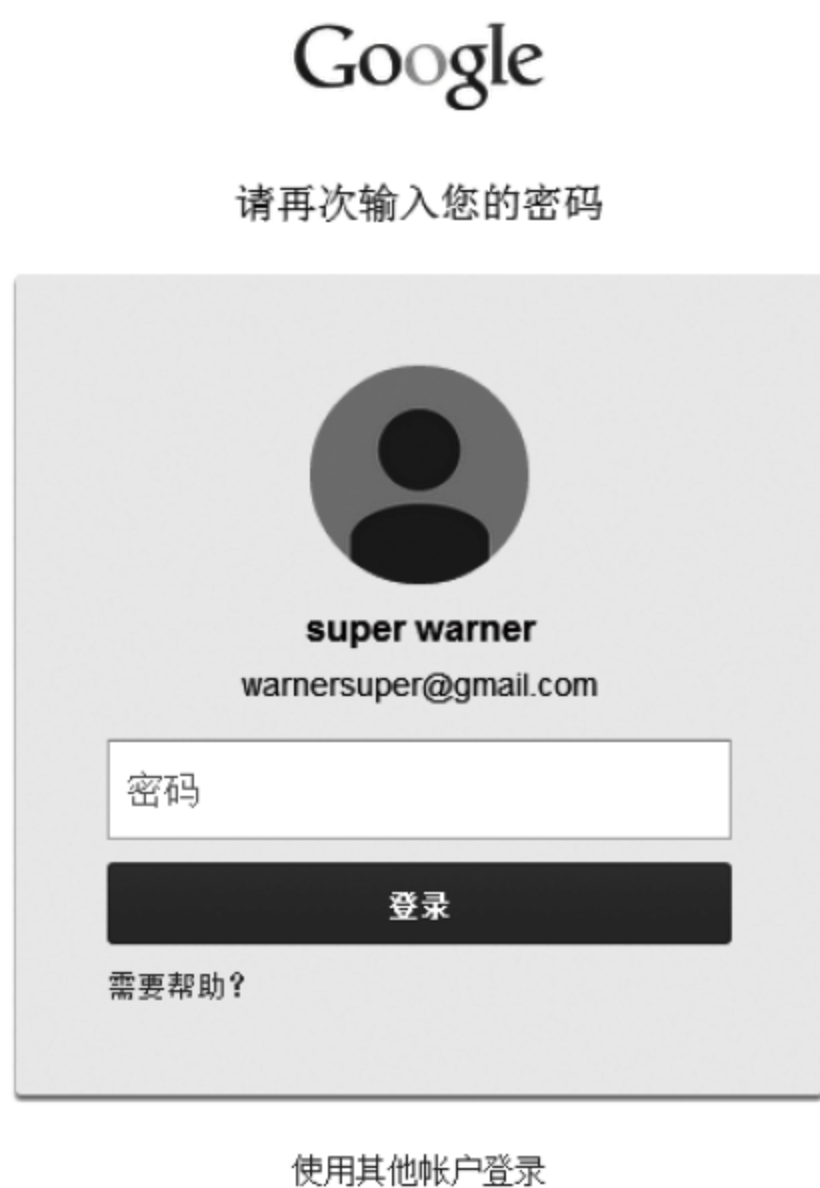 Google
请再次输入您的密码
super warner
warnersuper@gmail.com
密码
登录
需要帮助?
使用其他帐户登录